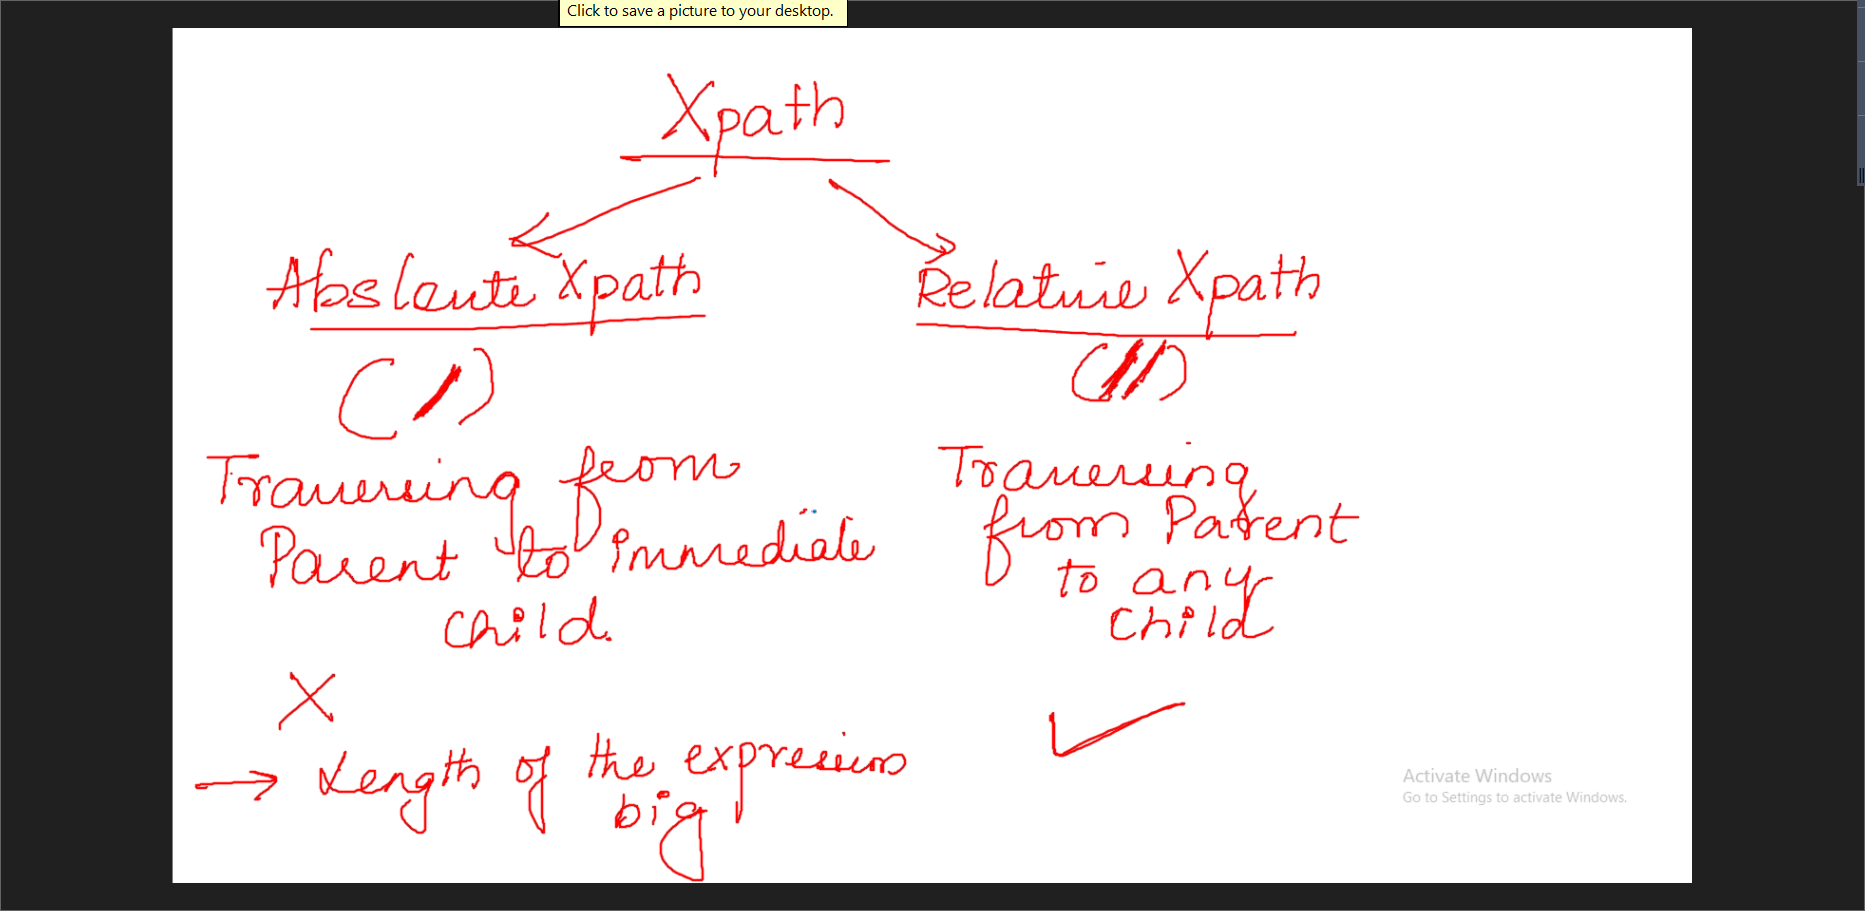 Click to save a picture to your desktop.
Xpath
Absloute Xpath
Relative Xpath
(/)
(//)
Traversing from
Parent to immediate
child.
Traversing
from Parent
to any
child
X
→ Length of the expression
big
✓
Activate Windows
Go to Settings to activate Windows.